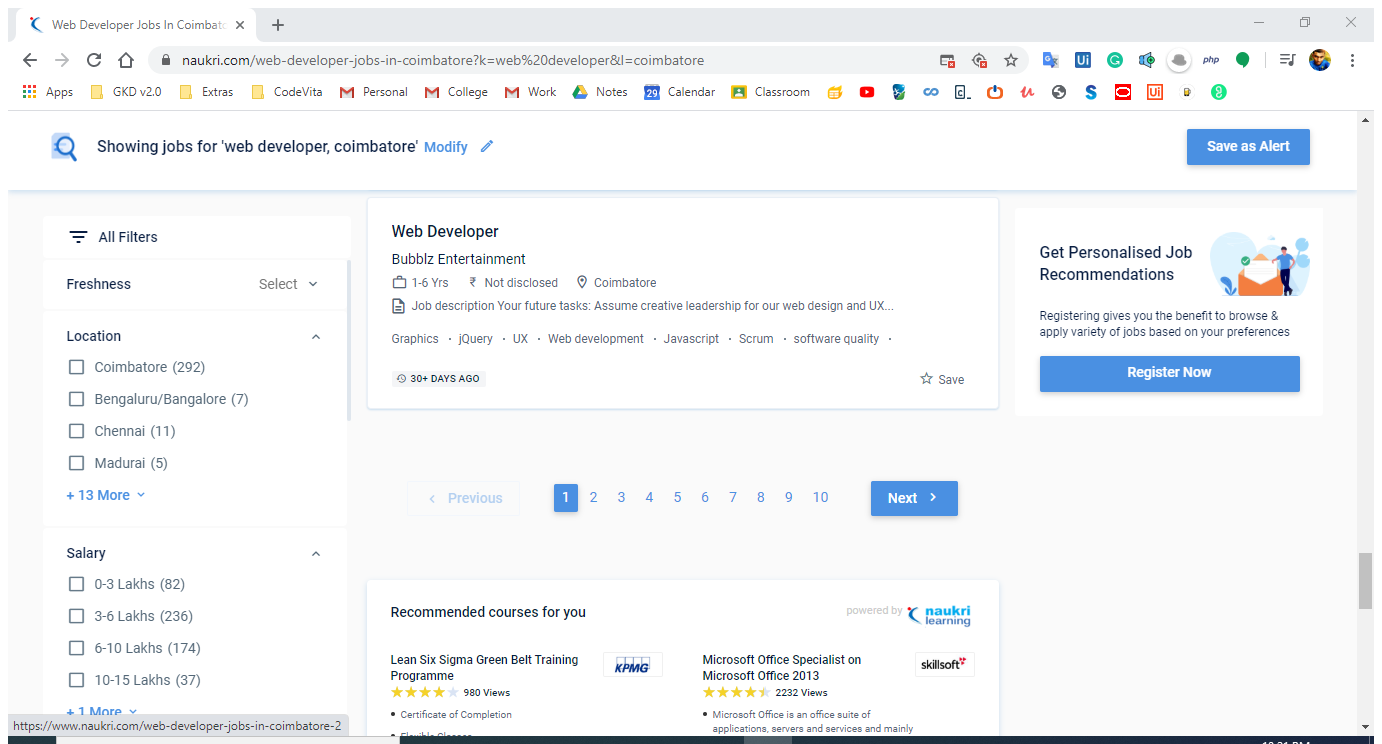 Web Developer Jobs In Coimbato
naukri.com/web-developer-jobs-in-coimbatore?k=web%20developer&l=coimbatore
Ui
php
Apps
GKD v2.0
Extras
CodeVita
Personal
College
Work
Notes
29 Calendar
Classroom
Showing jobs for 'web developer, coimbatore' Modify
Save as Alert
All Filters
Freshness Select
Location
Coimbatore (292)
Bengaluru/Bangalore (7)
Chennai (11)
Madurai (5)
+ 13 More
Salary
0-3 Lakhs (82)
3-6 Lakhs (236)
6-10 Lakhs (174)
10-15 Lakhs (37)
+ 1 More
https://www.naukri.com/web-developer-jobs-in-coimbatore-2
Web Developer
Bubblz Entertainment
1-6 Yrs ₹ Not disclosed Coimbatore
Job description Your future tasks: Assume creative leadership for our web design and UX...
Graphics · jQuery · UX · Web development · Javascript · Scrum · software quality ·
30+ DAYS AGO
Save
Previous 1 2 3 4 5 6 7 8 9 10 Next
Recommended courses for you
powered by naukri learning
Lean Six Sigma Green Belt Training
Programme
KPMG
980 Views
• Certificate of Completion
Microsoft Office Specialist on
Microsoft Office 2013
skillsoft
2232 Views
• Microsoft Office is an office suite of
applications, servers and services and mainly
Get Personalised Job
Recommendations
Registering gives you the benefit to browse &
apply variety of jobs based on your preferences
Register Now